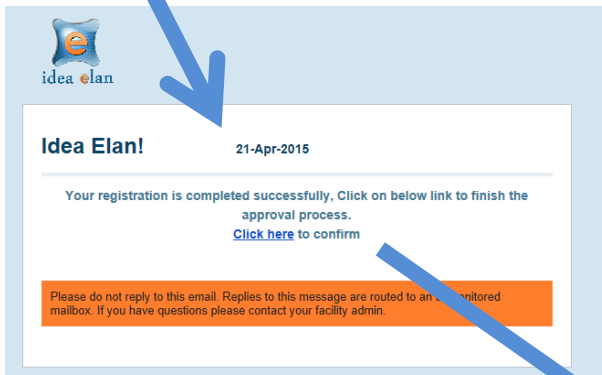 e
idea elan
Idea Elan! 21-Apr-2015
Your registration is completed successfully, Click on below link to finish the
approval process.
Click here to confirm
Please do not reply to this email. Replies to this message are routed to an
mailbox. If you have questions please contact your facility admin.